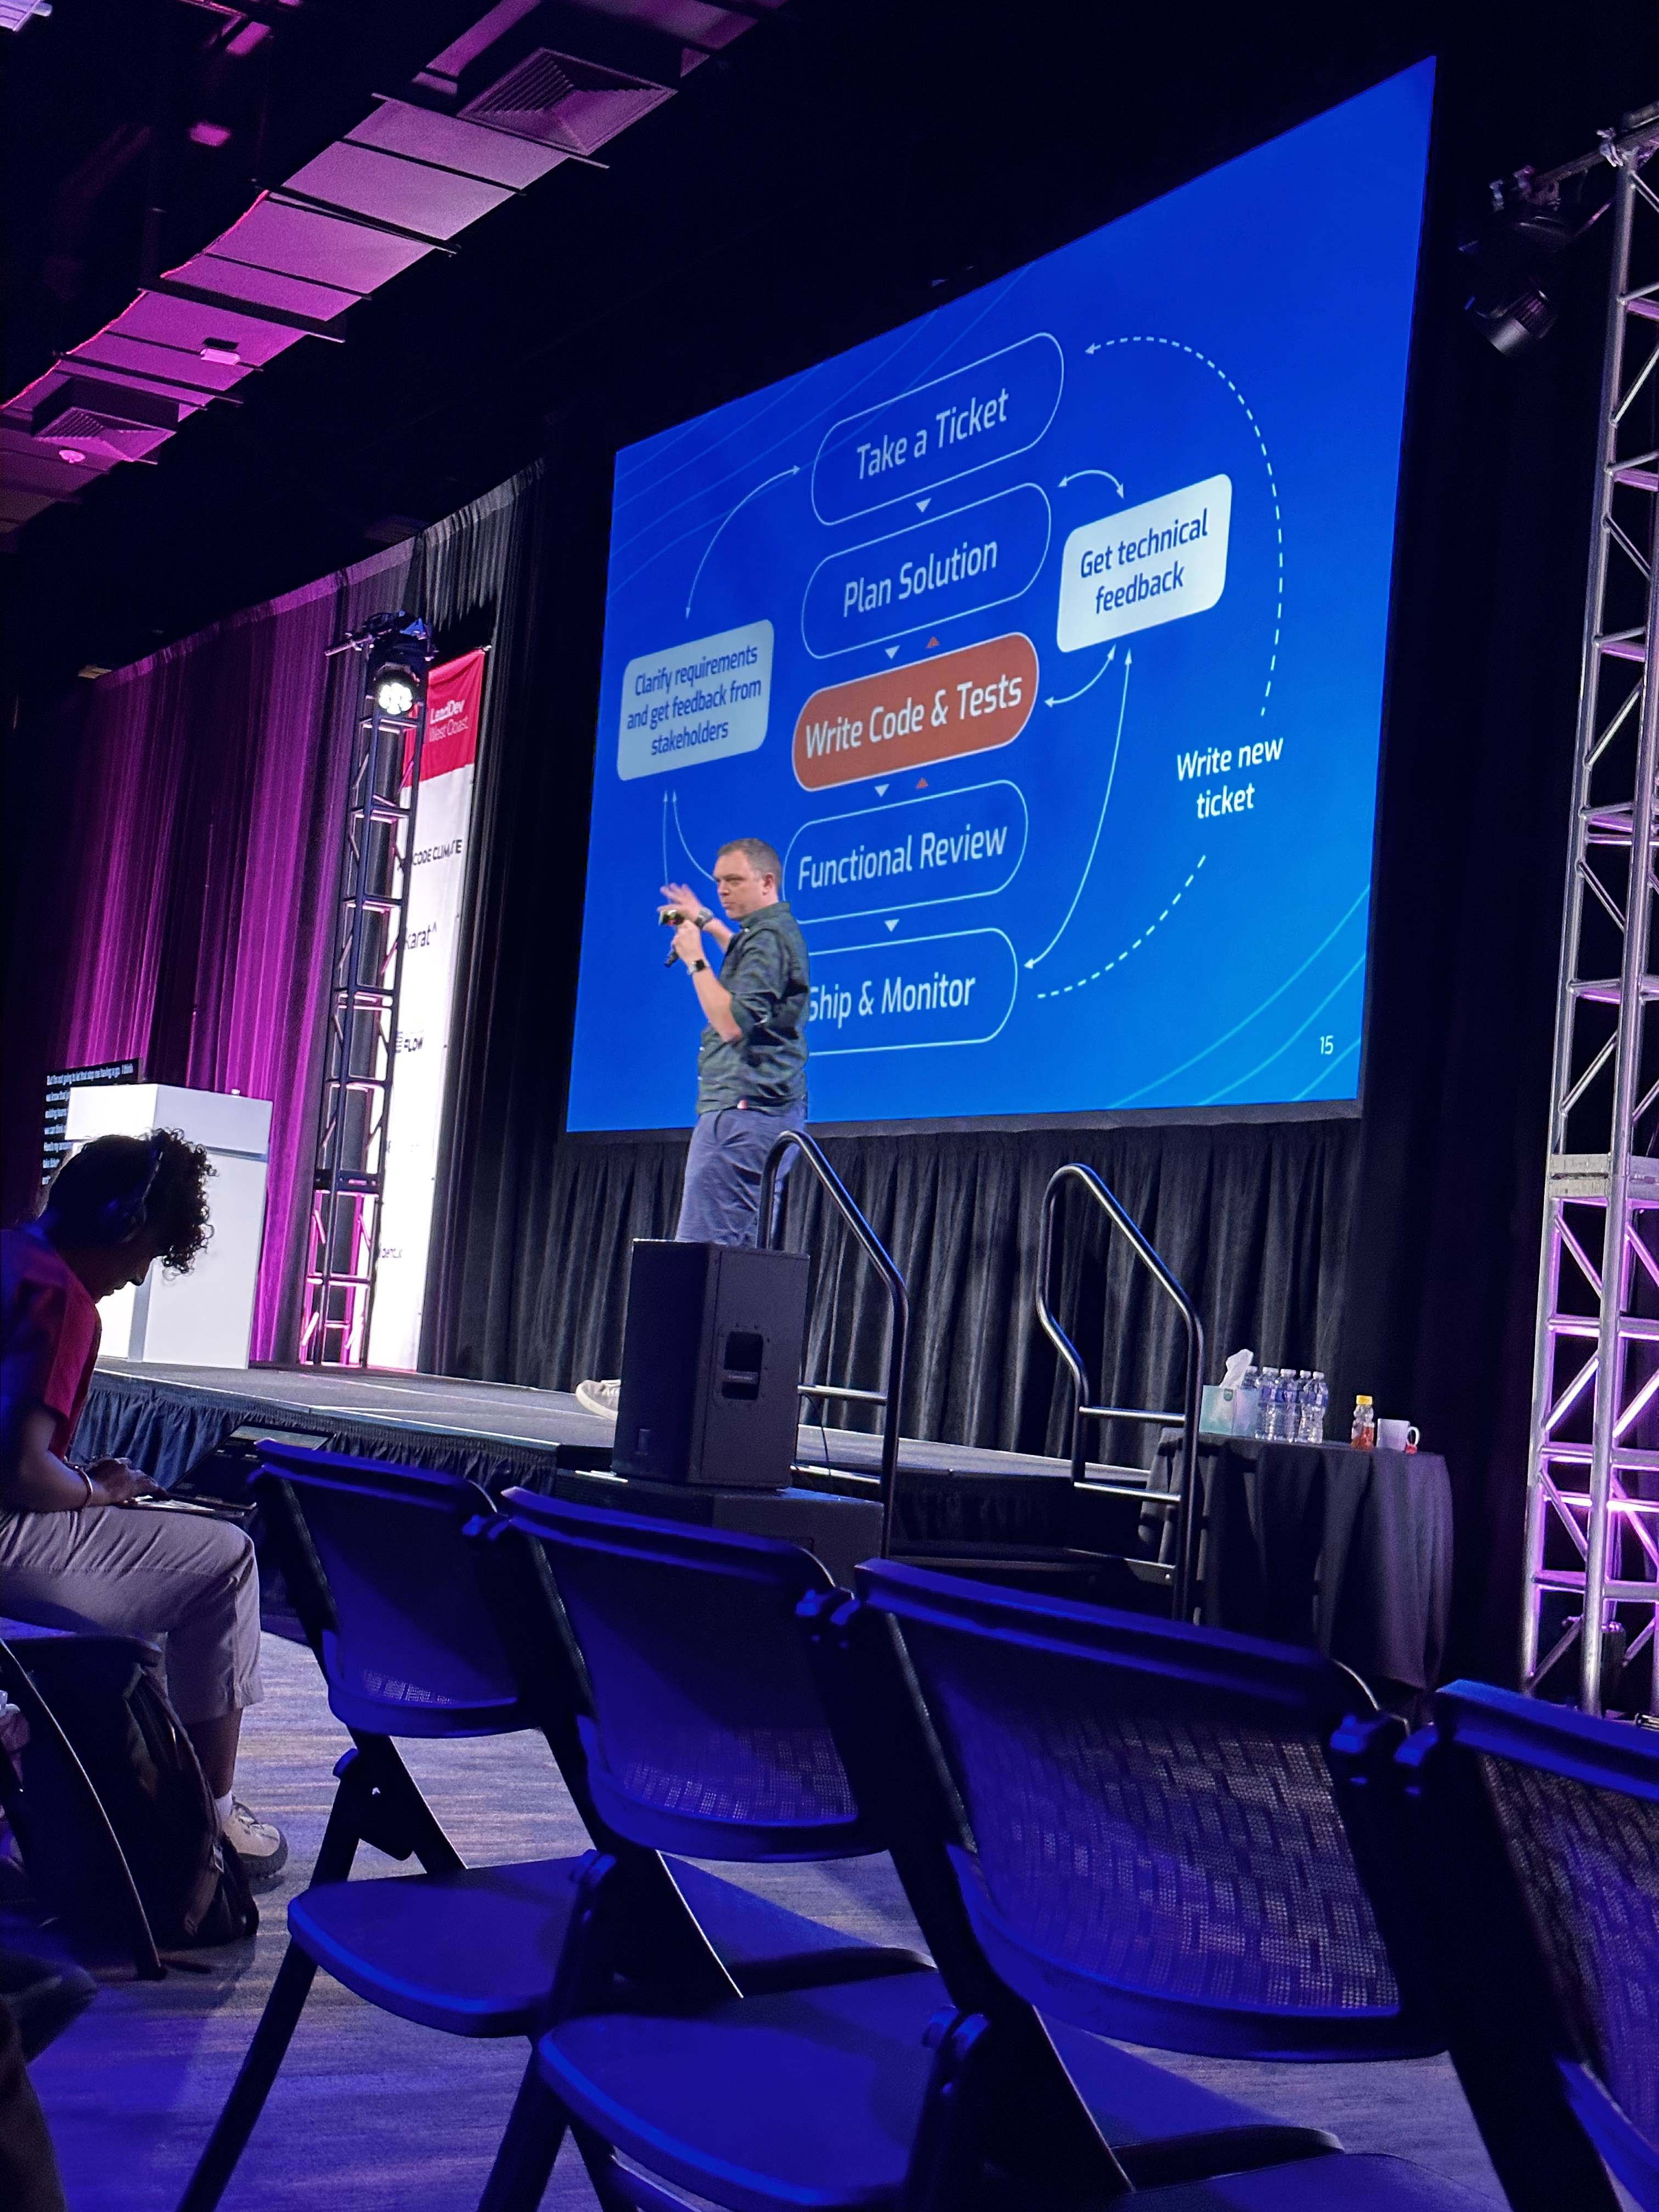 Take a Ticket
Plan Solution
Get technical
feedback
Clarify requirements
and get feedback from
stakeholders
Write Code & Tests
Write new
ticket
Functional Review
Ship & Monitor
15
LeadDev
West Coast
CODE CLIMATE
karat
FLOW